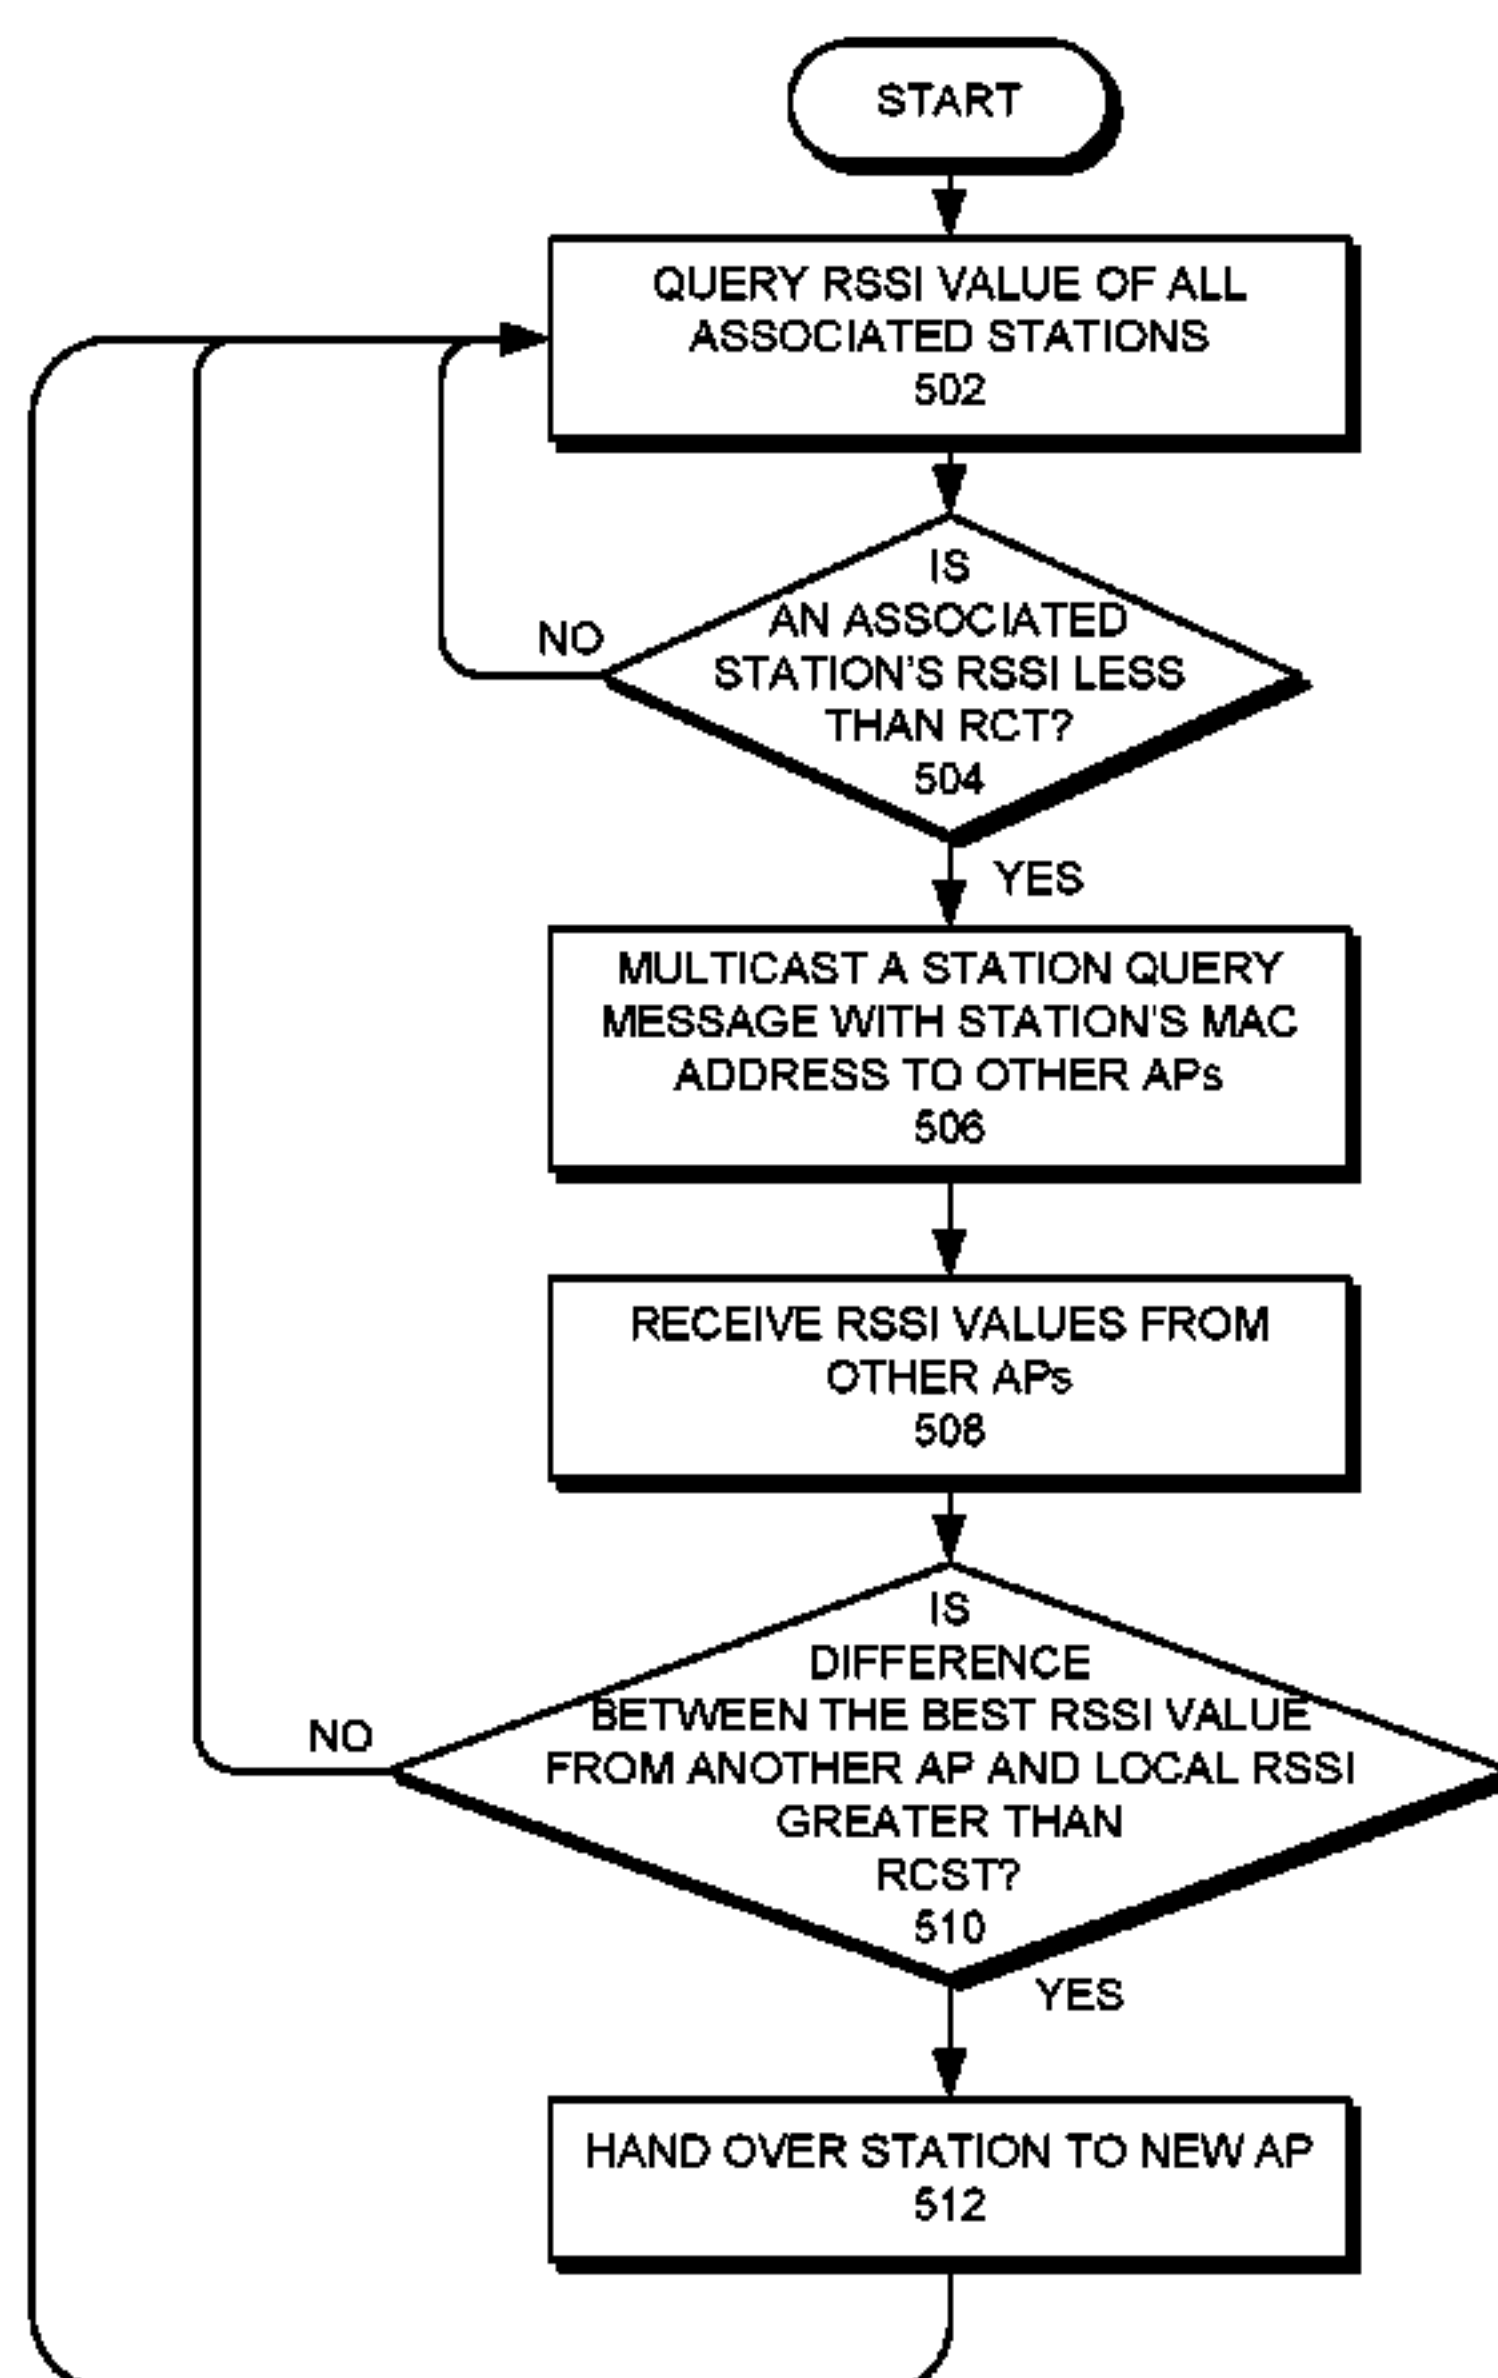 START
QUERY RSSI VALUE OF ALL
ASSOCIATED STATIONS
502
IS
AN ASSOCIATED
STATION'S RSSI LESS
THAN RCT?
504
NO
YES
MULTICAST A STATION QUERY
MESSAGE WITH STATION'S MAC
ADDRESS TO OTHER APs
506
RECEIVE RSSI VALUES FROM
OTHER APs
508
IS
DIFFERENCE
BETWEEN THE BEST RSSI VALUE
FROM ANOTHER AP AND LOCAL RSSI
GREATER THAN
RCST?
510
NO
YES
HAND OVER STATION TO NEW AP
512